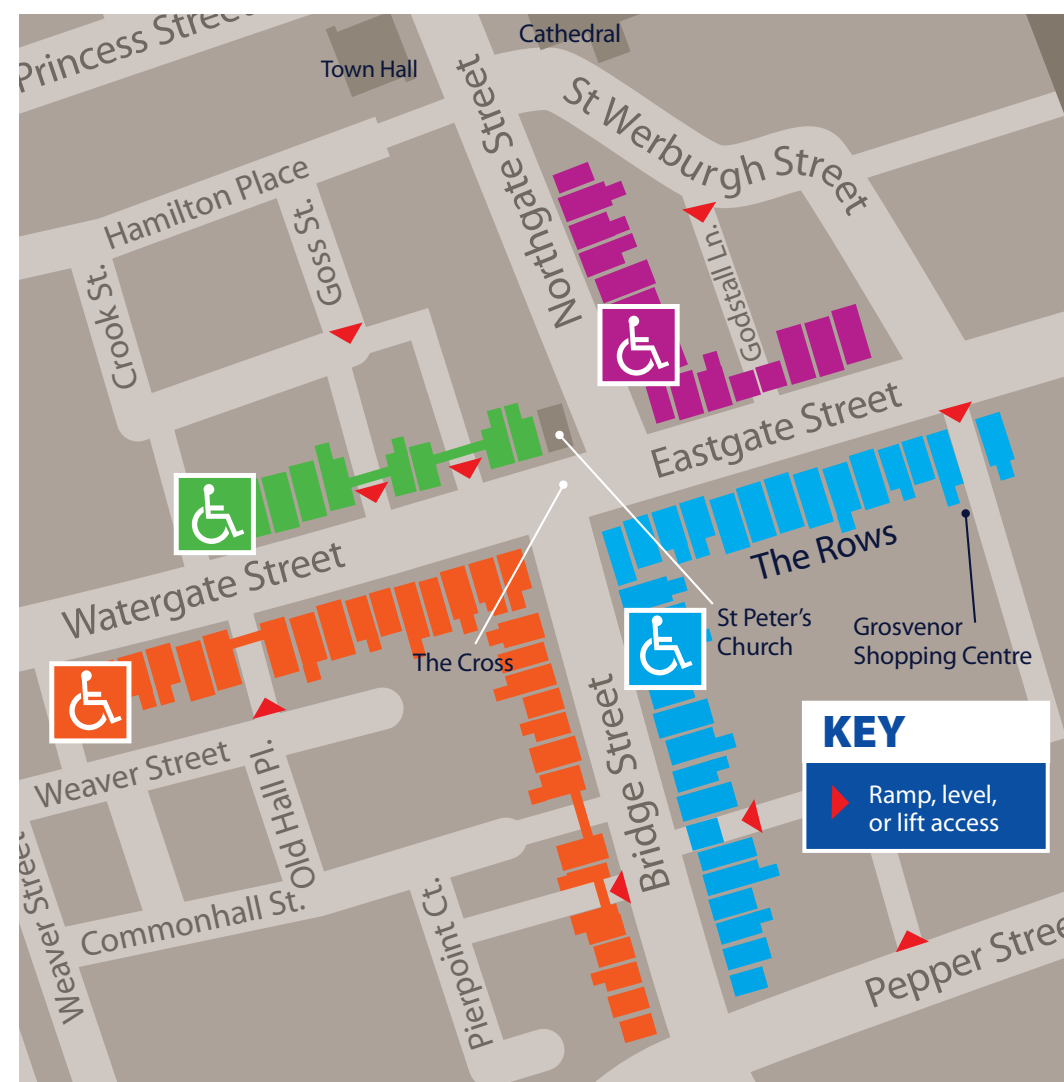 Princess Street
Town Hall
Cathedral
Northgate Street
St Werburgh Street
Hamilton Place
Goss St.
Crook St.
Godstall Ln.
Eastgate Street
Watergate Street
The Rows
The Cross
St Peter's
Church
Grosvenor
Shopping Centre
Weaver Street
Old Hall Pl.
Bridge Street
Weaver Street
Commonhall St.
Pierpoint Ct.
Pepper Stree
KEY
Ramp, level,
or lift access